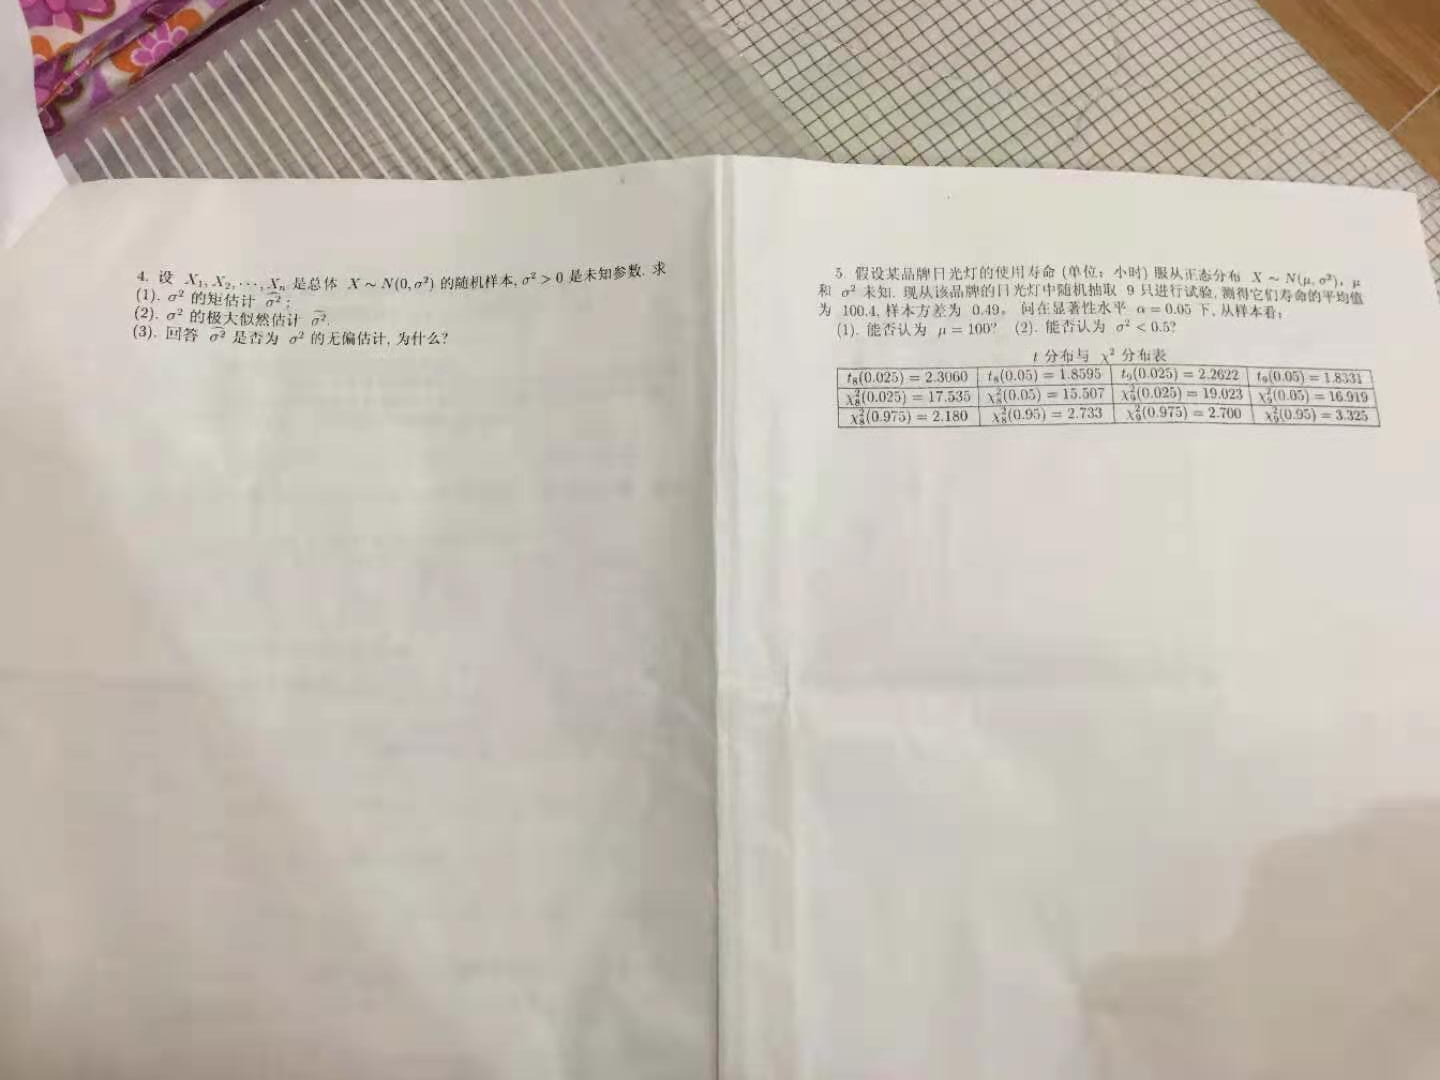 4. 设 X₁, X₂, ⋯, Xₙ 是总体 X ~ N(0, σ²) 的随机样本, σ² > 0 是未知参数. 求
(1). σ² 的矩估计 σ̂²;
(2). σ² 的极大似然估计 σ̂².
(3). 回答 σ̂² 是否为 σ² 的无偏估计, 为什么?
5. 假设某品牌日光灯的使用寿命 (单位: 小时) 服从正态分布 X ~ N(μ, σ²), μ
和 σ² 未知. 现从该品牌的日光灯中随机抽取 9 只进行试验, 测得它们寿命的平均值
为 100.4, 样本方差为 0.49。 问在显著性水平 α = 0.05 下, 从样本看:
(1). 能否认为 μ = 100? (2). 能否认为 σ² < 0.5?
t 分布与 χ² 分布表
t₈(0.025) = 2.3060 t₈(0.05) = 1.8595 t₉(0.025) = 2.2622 t₉(0.05) = 1.8331
χ²₈(0.025) = 17.535 χ²₈(0.05) = 15.507 χ²₉(0.025) = 19.023 χ²₉(0.05) = 16.919
χ²₈(0.975) = 2.180 χ²₈(0.95) = 2.733 χ²₉(0.975) = 2.700 χ²₉(0.95) = 3.325